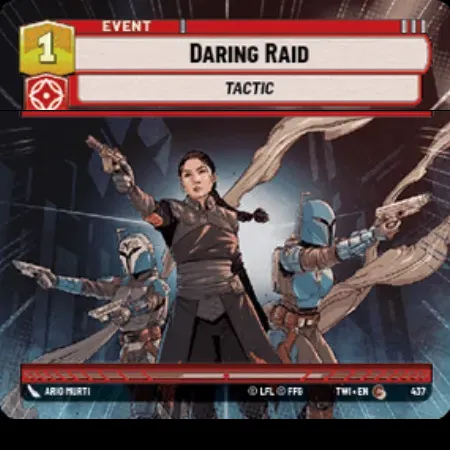 EVENT
1
DARING RAID
TACTIC
ARIO MURTI
© LFL © FFG
TWI • EN
437